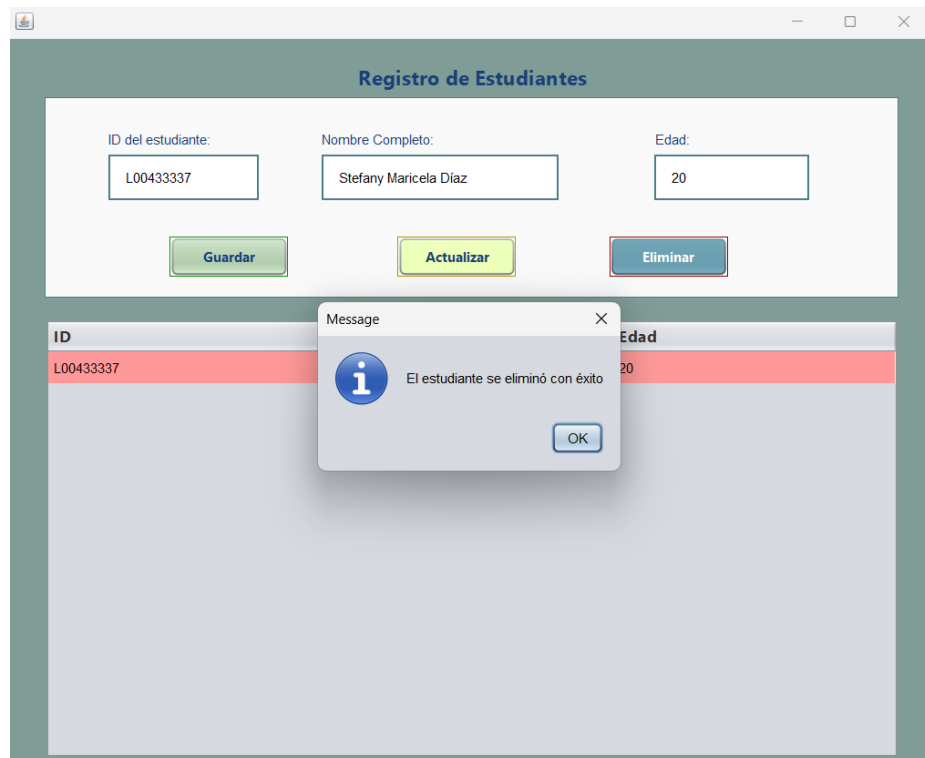 Registro de Estudiantes
ID del estudiante: Nombre Completo: Edad:
L00433337 Stefany Maricela Díaz 20
Guardar Actualizar Eliminar
Message
ID Edad
L00433337 20
El estudiante se eliminó con éxito
OK